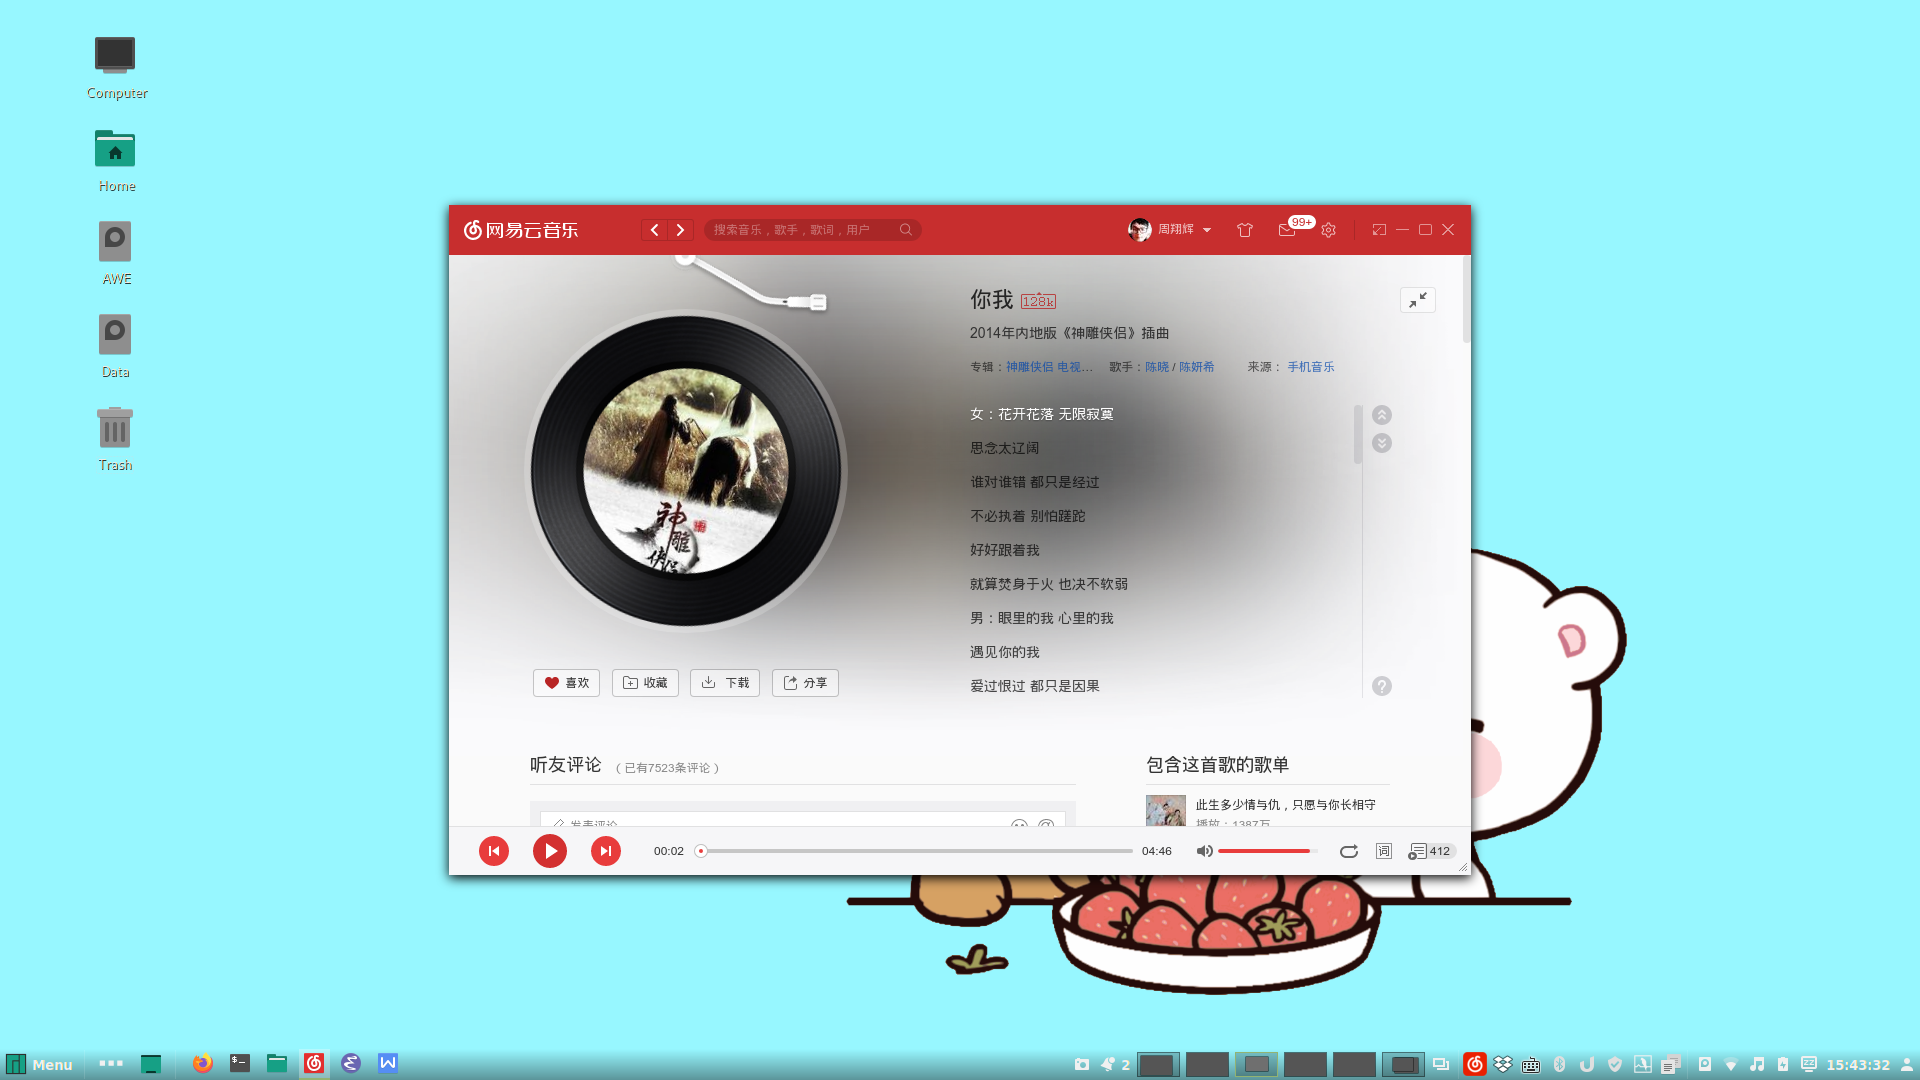 Computer
Home
AWE
Data
Trash
网易云音乐
搜索音乐，歌手，歌词，用户
周翔辉
99+
你我 128k
2014年内地版《神雕侠侣》插曲
专辑：神雕侠侣 电视... 歌手：陈晓 / 陈妍希 来源： 手机音乐
女：花开花落 无限寂寞
思念太辽阔
谁对谁错 都只是经过
不必执着 别怕蹉跎
好好跟着我
就算焚身于火 也决不软弱
男：眼里的我 心里的我
遇见你的我
爱过恨过 都只是因果
神雕侠侣
喜欢 收藏 下载 分享
听友评论 （已有7523条评论）
包含这首歌的歌单
发表评论
此生多少情与仇，只愿与你长相守
播放：1387万
00:02 04:46 词 412
Menu
2
15:43:32